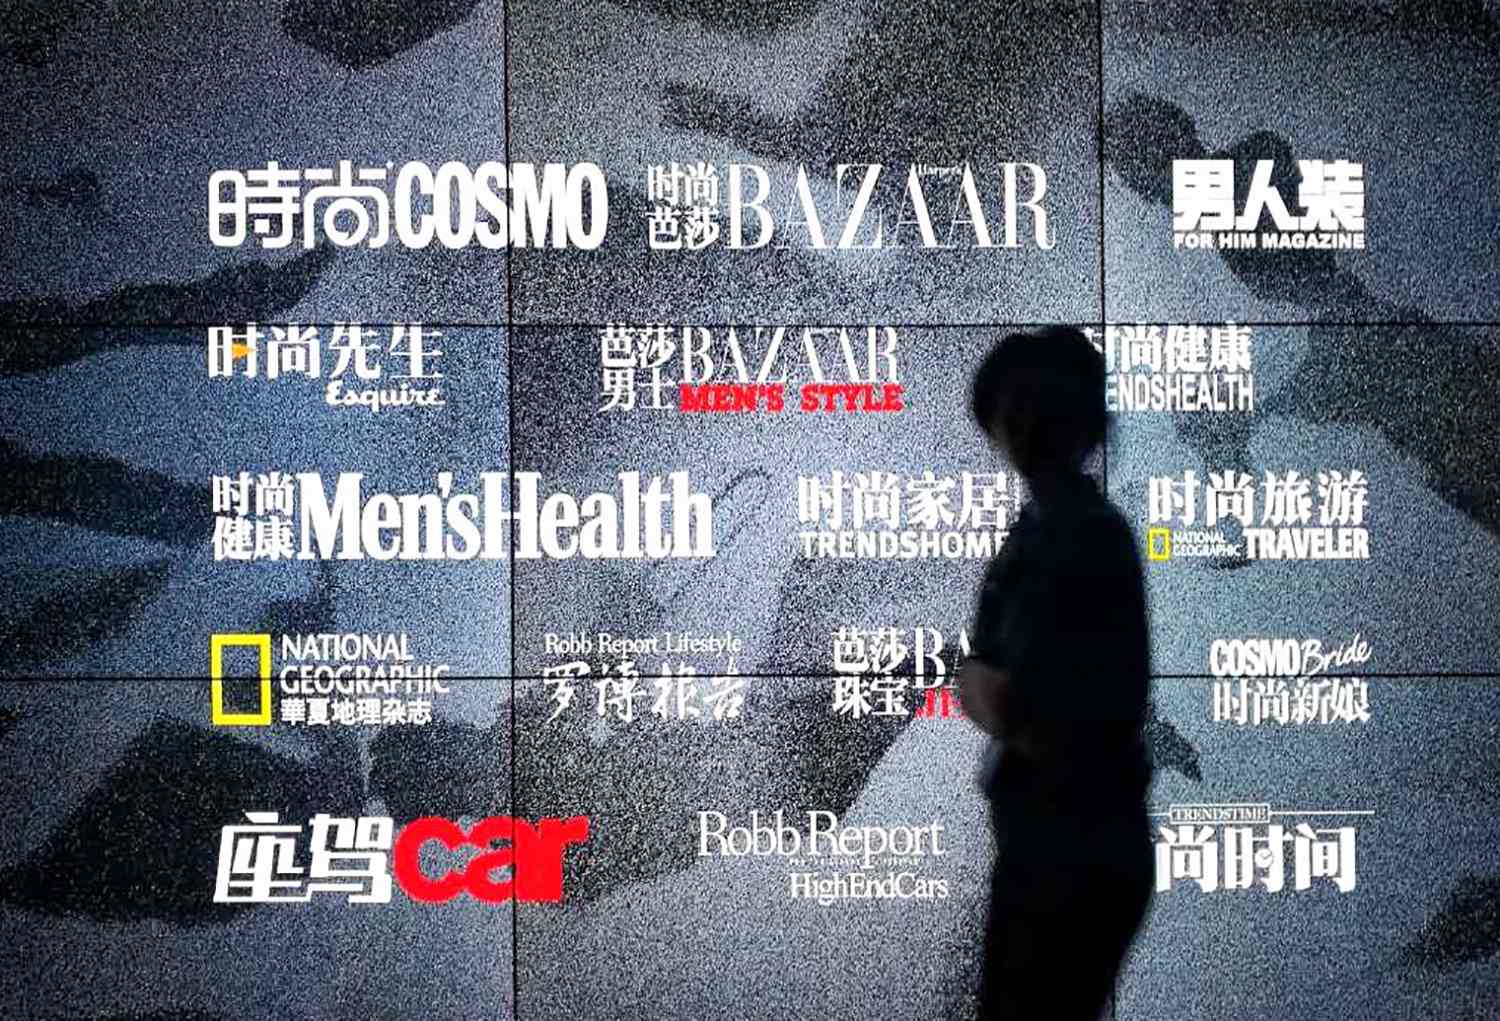 時尚COSMO
时尚芭莎 Harper's BAZAAR
男人装
FOR HIM MAGAZINE
时尚先生
Esquire
芭莎男士 BAZAAR
MEN'S STYLE
尚健康
ENDSHEALTH
时尚健康 Men'sHealth
时尚家居
TRENDSHOME
时尚旅游
NATIONAL GEOGRAPHIC TRAVELER
NATIONAL
GEOGRAPHIC
華夏地理杂志
Robb Report Lifestyle
罗博报告
芭莎珠宝 BA
COSMO Bride
时尚新娘
座驾car
Robb Report
HighEndCars
TRENDSTIME
尚时间